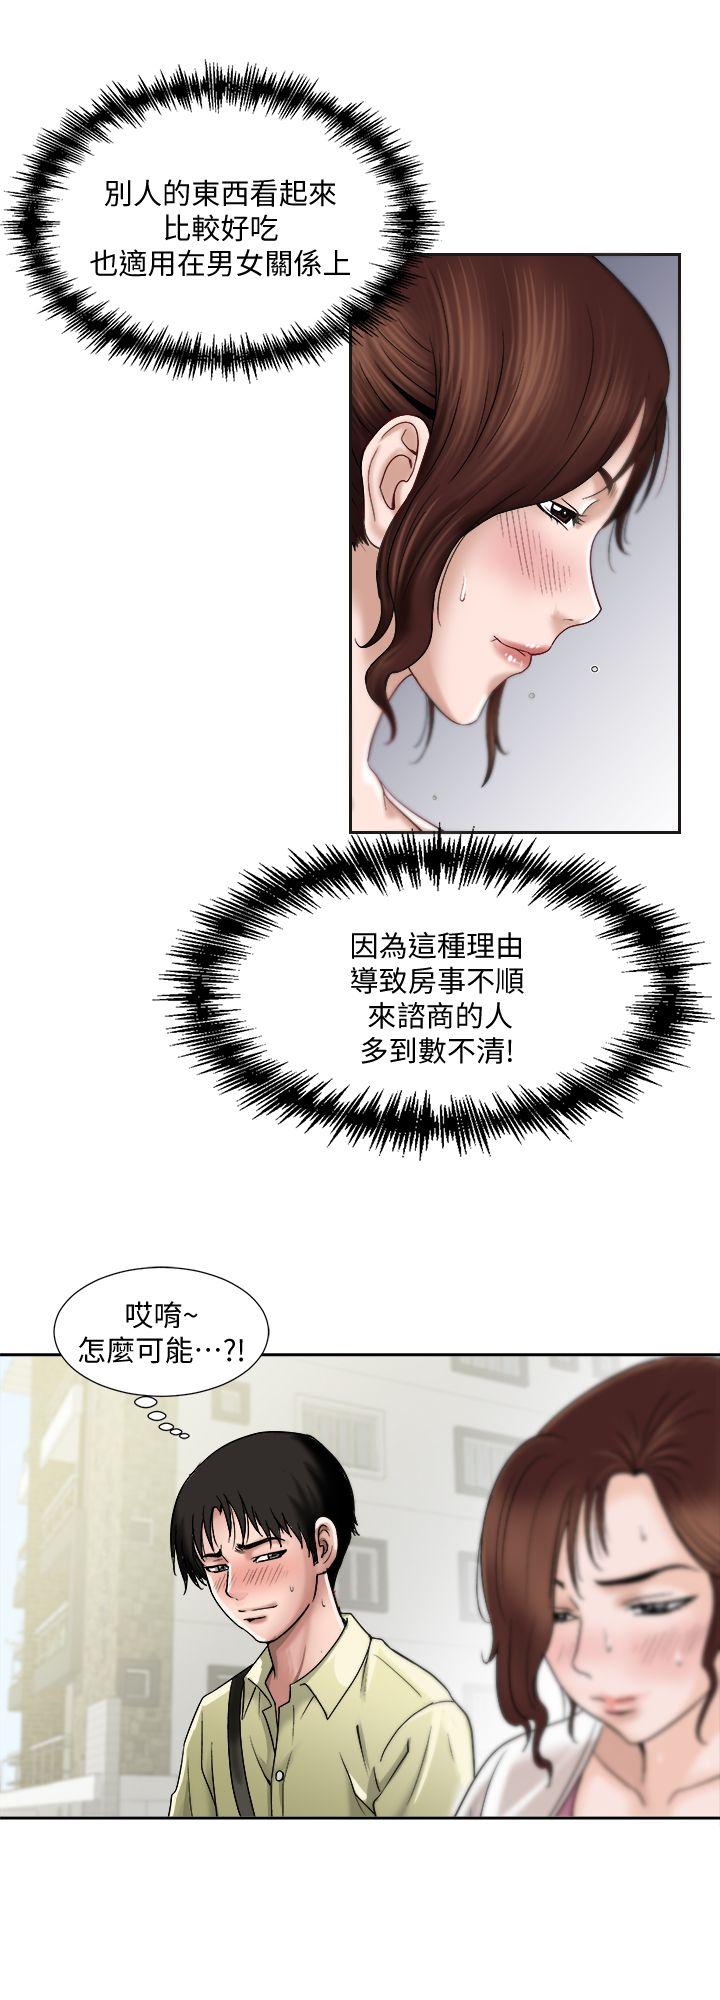 別人的東西看起來
比較好吃
也適用在男女關係上
因為這種理由
導致房事不順
來諮商的人
多到數不清!
哎唷~
怎麼可能…?!